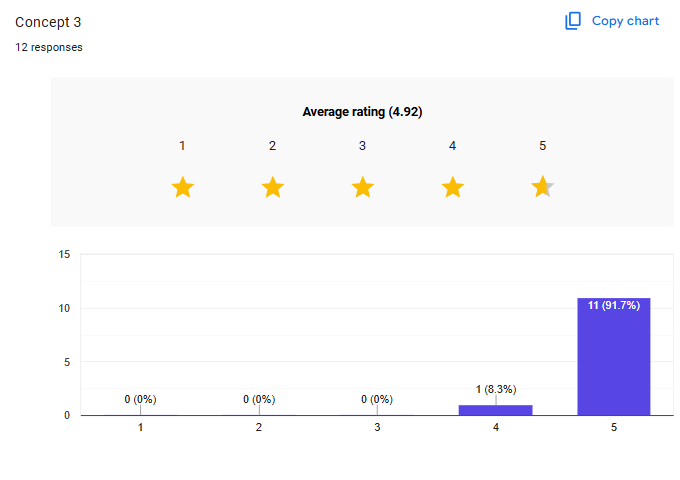 Concept 3
Copy chart
12 responses
Average rating (4.92)
1 2 3 4 5
15
10
5
0
0 (0%) 0 (0%) 0 (0%) 1 (8.3%) 11 (91.7%)
1 2 3 4 5